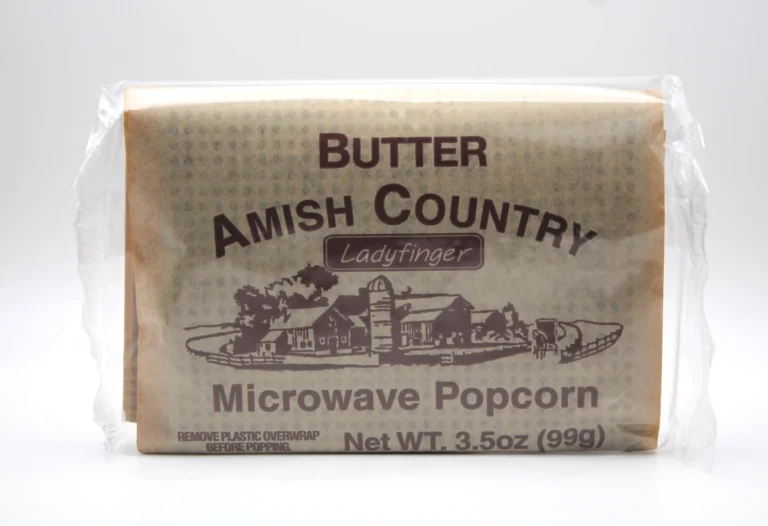 BUTTER
AMISH COUNTRY
Ladyfinger
Microwave Popcorn
REMOVE PLASTIC OVERWRAP
BEFORE POPPING.
Net WT. 3.5oz (99g)